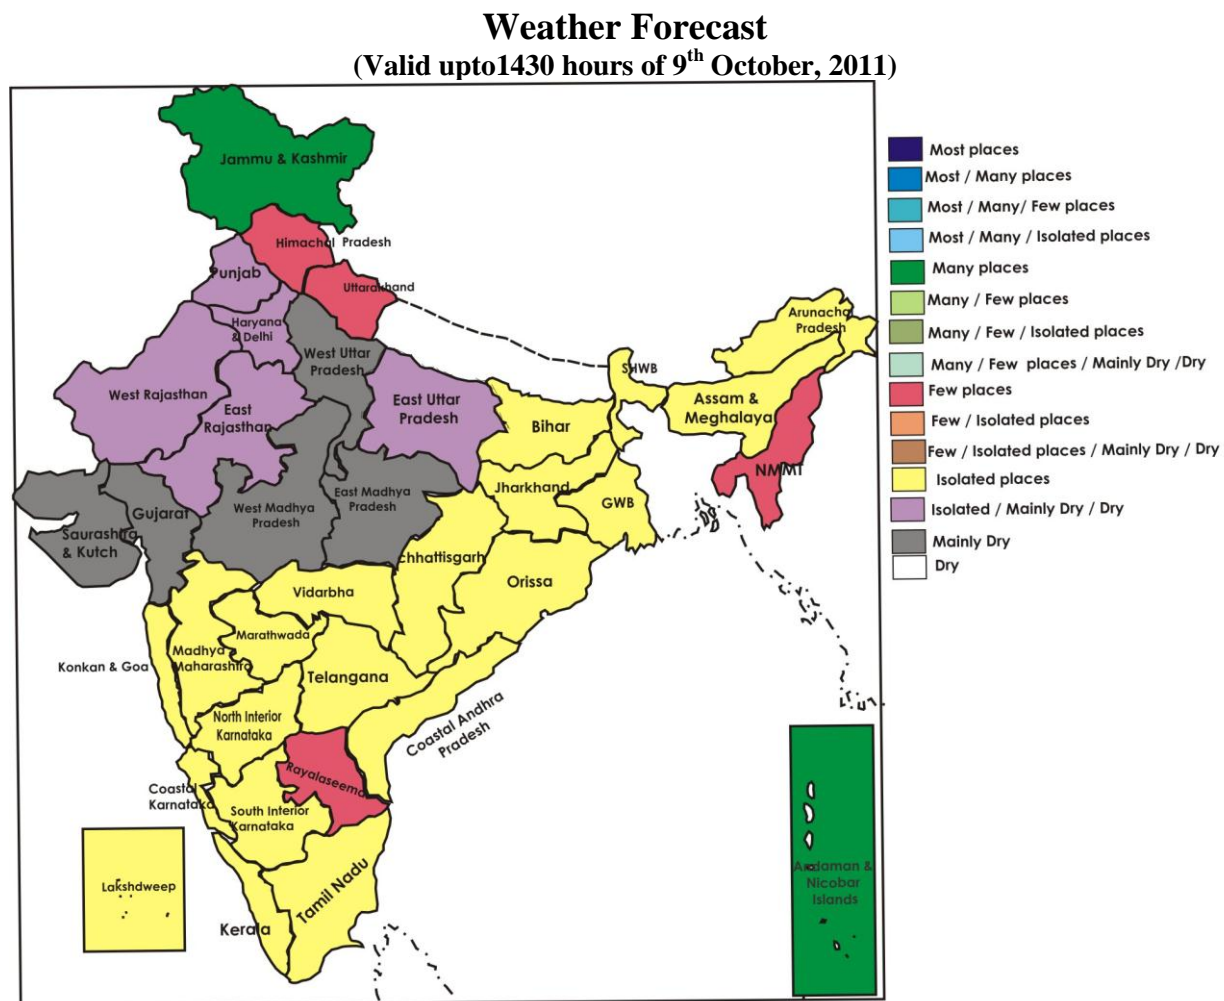 Weather Forecast
(Valid upto1430 hours of 9th October, 2011)
Jammu & Kashmir
Himachal Pradesh
Punjab
Uttarakhand
Haryana
& Delhi
West Uttar
Pradesh
West Rajasthan
East
Rajasthan
East Uttar
Pradesh
SHWB
Arunachal
Pradesh
Assam &
Meghalaya
NMMT
Bihar
Jharkhand
GWB
Saurashtra
& Kutch
Gujarat
West Madhya
Pradesh
East Madhya
Pradesh
chhattisgarh
Orissa
Vidarbha
Marathwada
Madhya
Maharashtra
Konkan & Goa
Telangana
North Interior
Karnataka
Coastal Andhra
Pradesh
Rayalaseema
Coastal
Karnataka
South Interior
Karnataka
Lakshdweep
Kerala
Tamil Nadu
Andaman &
Nicobar
Islands
Most places
Most / Many places
Most / Many/ Few places
Most / Many / Isolated places
Many places
Many / Few places
Many / Few / Isolated places
Many / Few places / Mainly Dry /Dry
Few places
Few / Isolated places
Few / Isolated places / Mainly Dry / Dry
Isolated places
Isolated / Mainly Dry / Dry
Mainly Dry
Dry